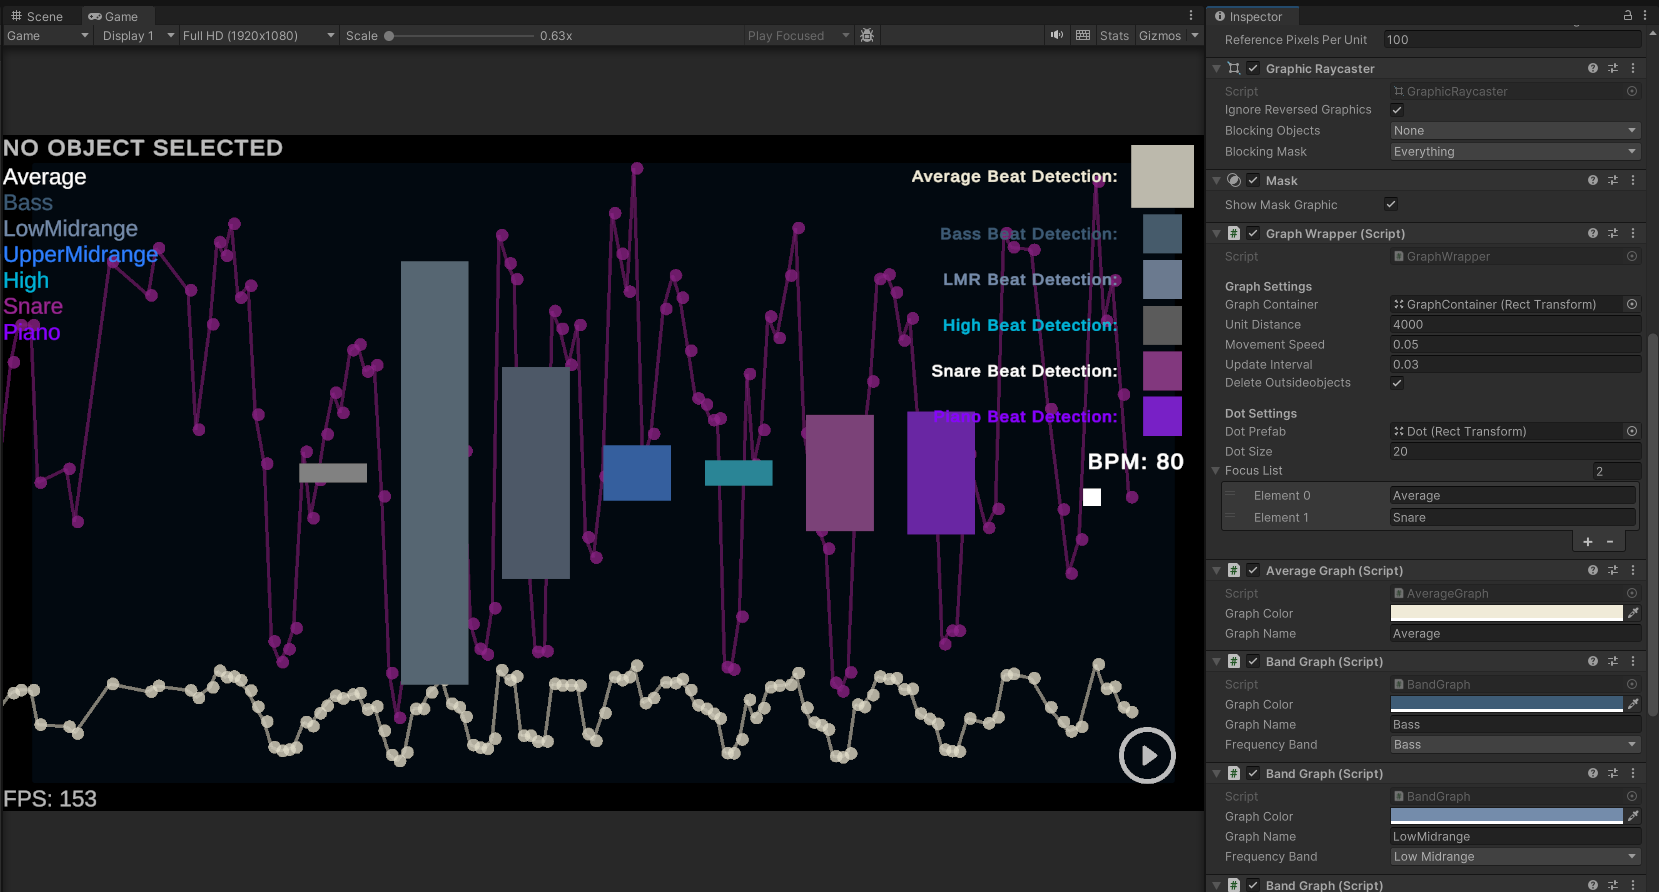 Scene
Game
Game
Display 1
Full HD (1920x1080)
Scale
0.63x
Play Focused
Stats
Gizmos
NO OBJECT SELECTED
Average
Bass
LowMidrange
UpperMidrange
High
Snare
Piano
Average Beat Detection:
Bass Beat Detection:
LMR Beat Detection:
High Beat Detection:
Snare Beat Detection:
Piano Beat Detection:
BPM: 80
FPS: 153
Inspector
Reference Pixels Per Unit 100
Graphic Raycaster
Script GraphicRaycaster
Ignore Reversed Graphics
Blocking Objects None
Blocking Mask Everything
Mask
Show Mask Graphic
# Graph Wrapper (Script)
Script GraphWrapper
Graph Settings
Graph Container GraphContainer (Rect Transform)
Unit Distance 4000
Movement Speed 0.05
Update Interval 0.03
Delete Outsideobjects
Dot Settings
Dot Prefab Dot (Rect Transform)
Dot Size 20
Focus List 2
Element 0 Average
Element 1 Snare
+ -
# Average Graph (Script)
Script AverageGraph
Graph Color
Graph Name Average
# Band Graph (Script)
Script BandGraph
Graph Color
Graph Name Bass
Frequency Band Bass
# Band Graph (Script)
Script BandGraph
Graph Color
Graph Name LowMidrange
Frequency Band Low Midrange
# Band Graph (Script)